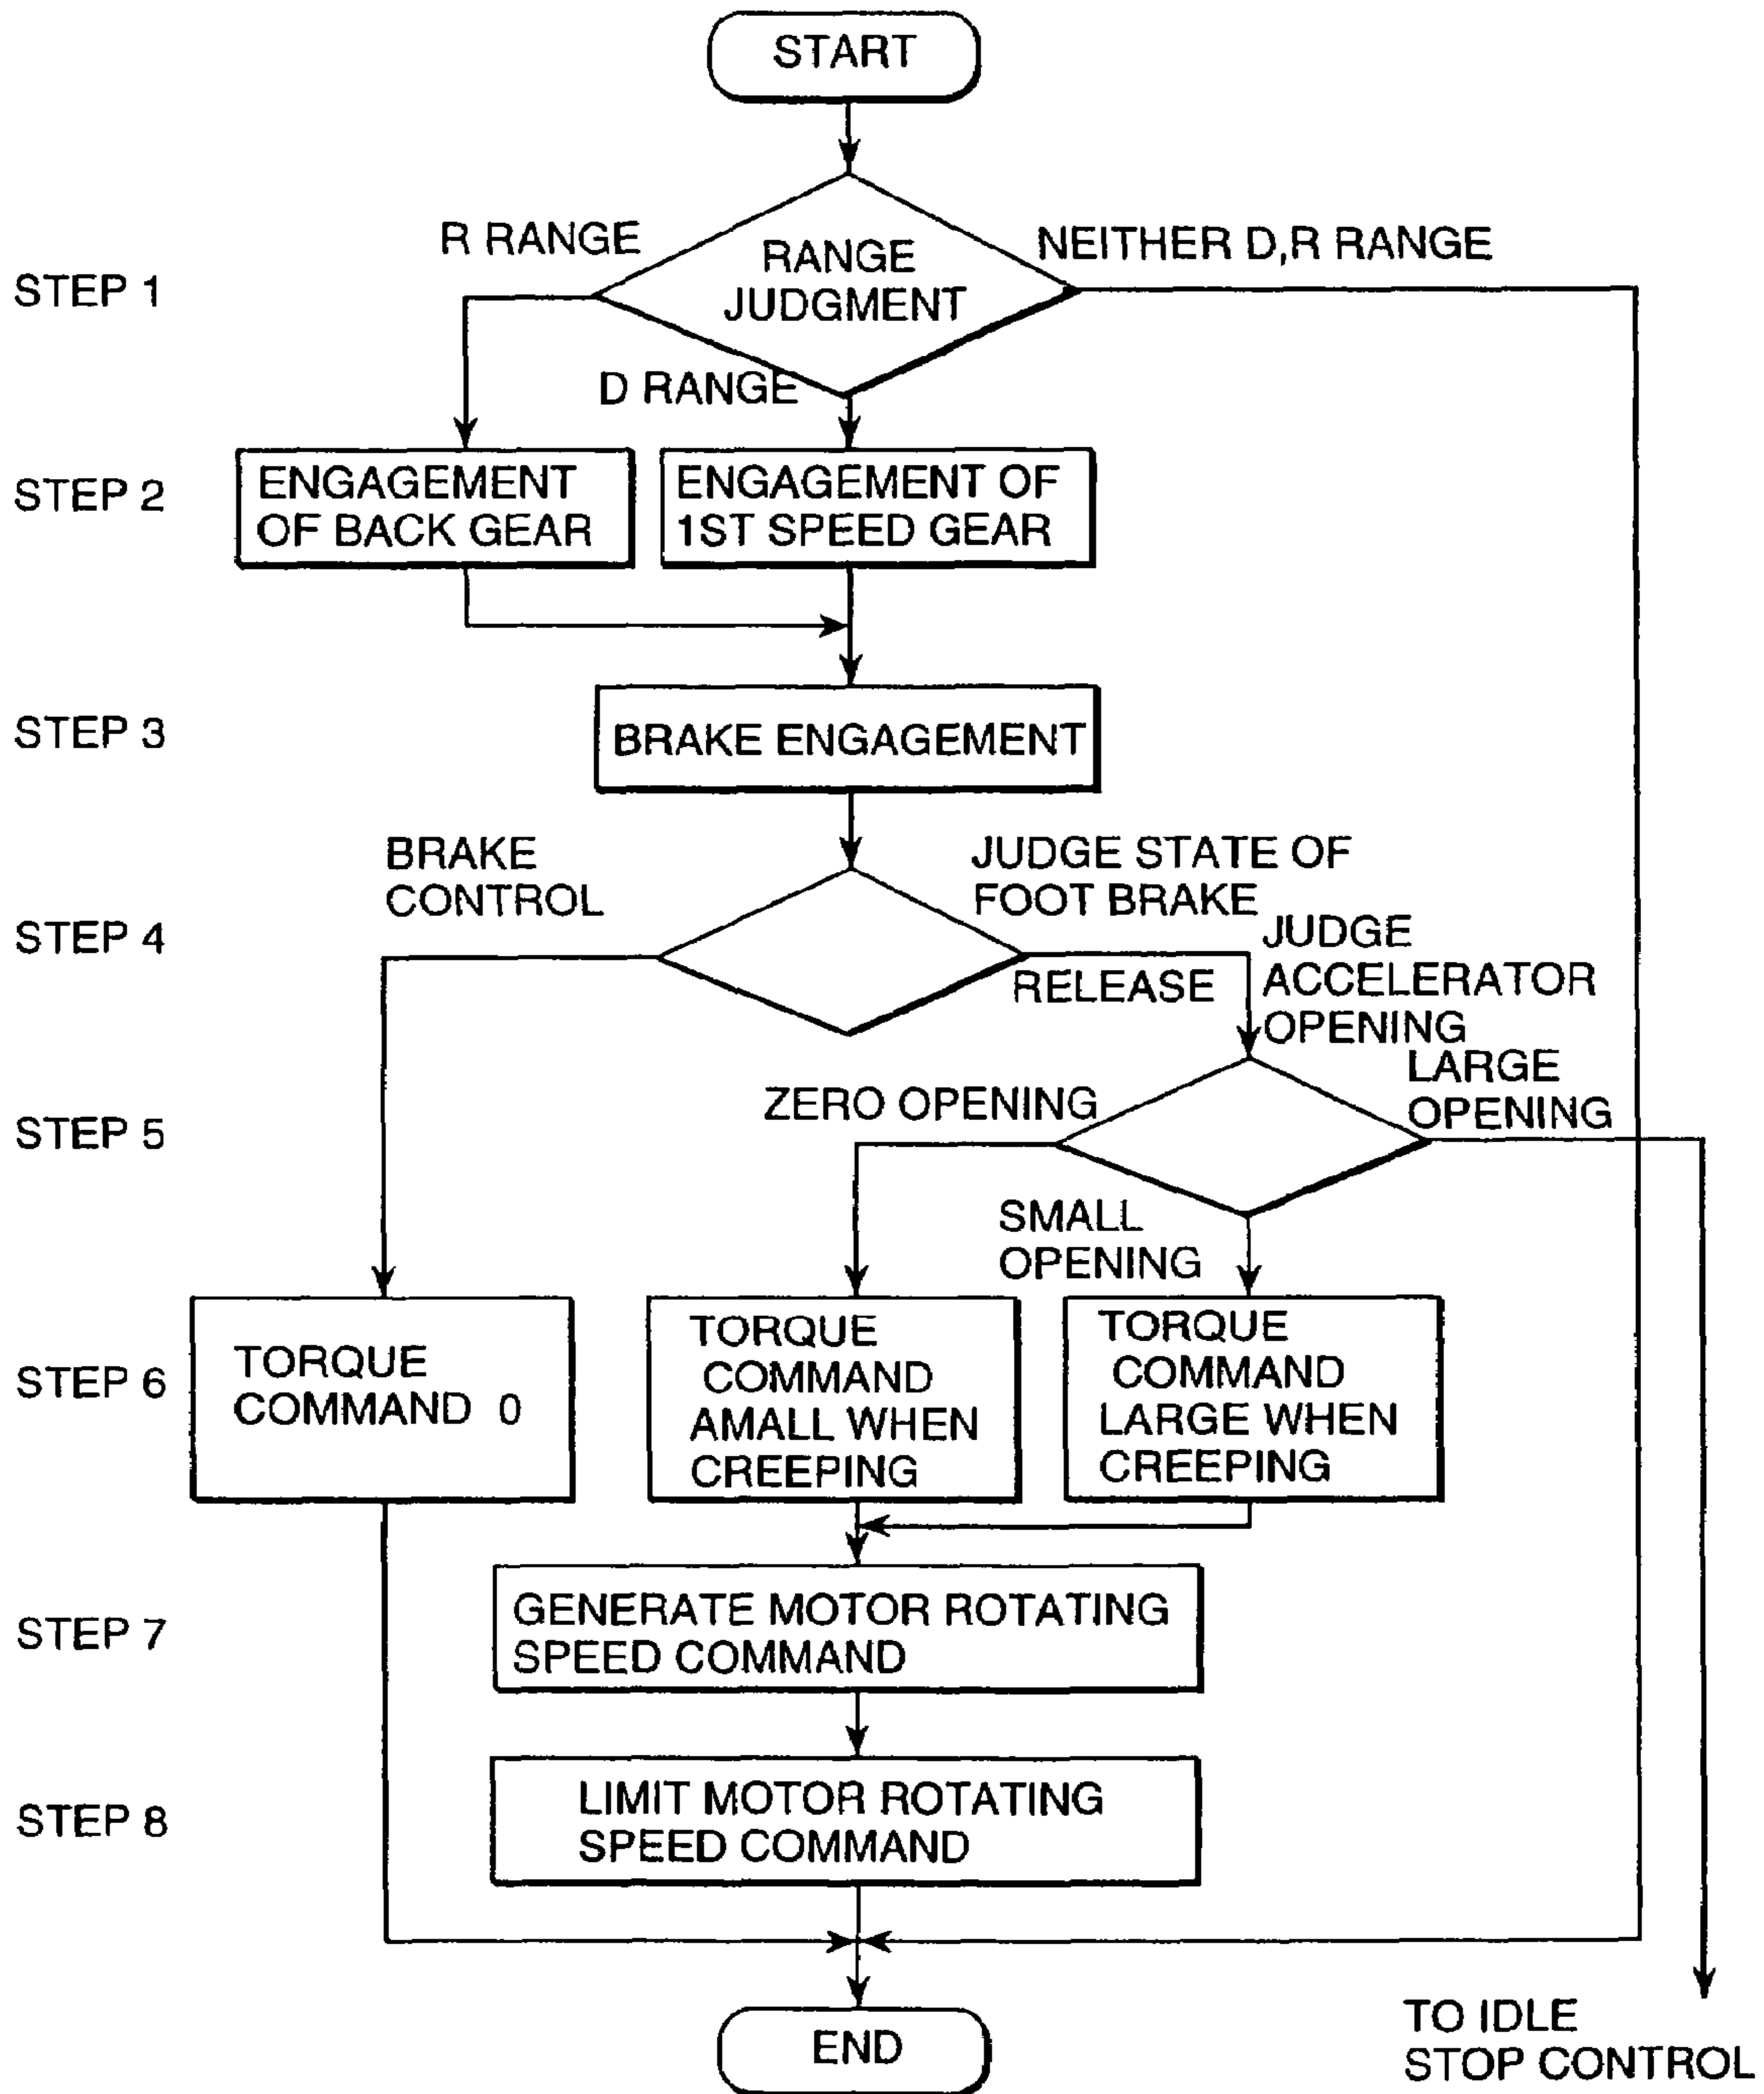 START
R RANGE
NEITHER D,R RANGE
STEP 1
RANGE
JUDGMENT
D RANGE
STEP 2
ENGAGEMENT
OF BACK GEAR
ENGAGEMENT OF
1ST SPEED GEAR
STEP 3
BRAKE ENGAGEMENT
BRAKE
CONTROL
JUDGE STATE OF
FOOT BRAKE
STEP 4
RELEASE
JUDGE
ACCELERATOR
OPENING
STEP 5
ZERO OPENING
LARGE
OPENING
SMALL
OPENING
STEP 6
TORQUE
COMMAND 0
TORQUE
COMMAND
AMALL WHEN
CREEPING
TORQUE
COMMAND
LARGE WHEN
CREEPING
STEP 7
GENERATE MOTOR ROTATING
SPEED COMMAND
STEP 8
LIMIT MOTOR ROTATING
SPEED COMMAND
END
TO IDLE
STOP CONTROL